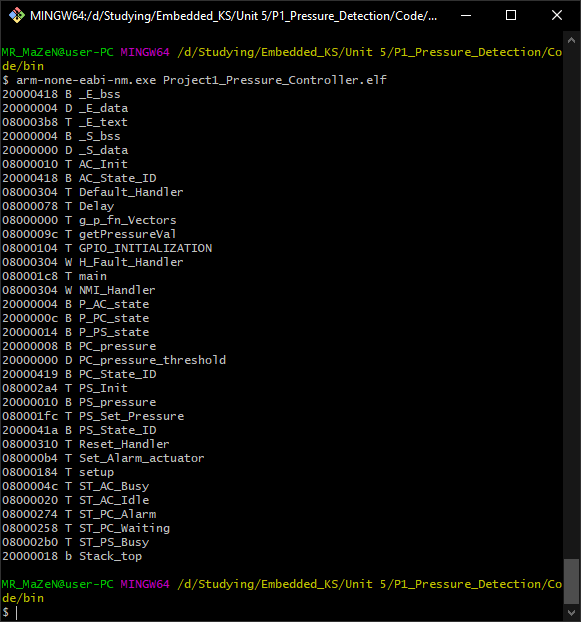 MINGW64:/d/Studying/Embedded_KS/Unit 5/P1_Pressure_Detection/Code/...
MR_MaZeN@user-PC MINGW64 /d/Studying/Embedded_KS/Unit 5/P1_Pressure_Detection/Co
de/bin
$ arm-none-eabi-nm.exe Project1_Pressure_Controller.elf
20000418 B _E_bss
20000004 D _E_data
080003b8 T _E_text
20000004 B _S_bss
20000000 D _S_data
08000010 T AC_Init
20000418 B AC_State_ID
08000304 T Default_Handler
08000078 T Delay
08000000 T g_p_fn_Vectors
0800009c T getPressureVal
08000104 T GPIO_INITIALIZATION
08000304 W H_Fault_Handler
080001c8 T main
08000304 W NMI_Handler
20000004 B P_AC_state
2000000c B P_PC_state
20000014 B P_PS_state
20000008 B PC_pressure
20000000 D PC_pressure_threshold
20000419 B PC_State_ID
080002a4 T PS_Init
20000010 B PS_pressure
080001fc T PS_Set_Pressure
2000041a B PS_State_ID
08000310 T Reset_Handler
080000b4 T Set_Alarm_actuator
08000184 T setup
0800004c T ST_AC_Busy
08000020 T ST_AC_Idle
08000274 T ST_PC_Alarm
08000258 T ST_PC_Waiting
080002b0 T ST_PS_Busy
20000018 b Stack_top
MR_MaZeN@user-PC MINGW64 /d/Studying/Embedded_KS/Unit 5/P1_Pressure_Detection/Co
de/bin
$